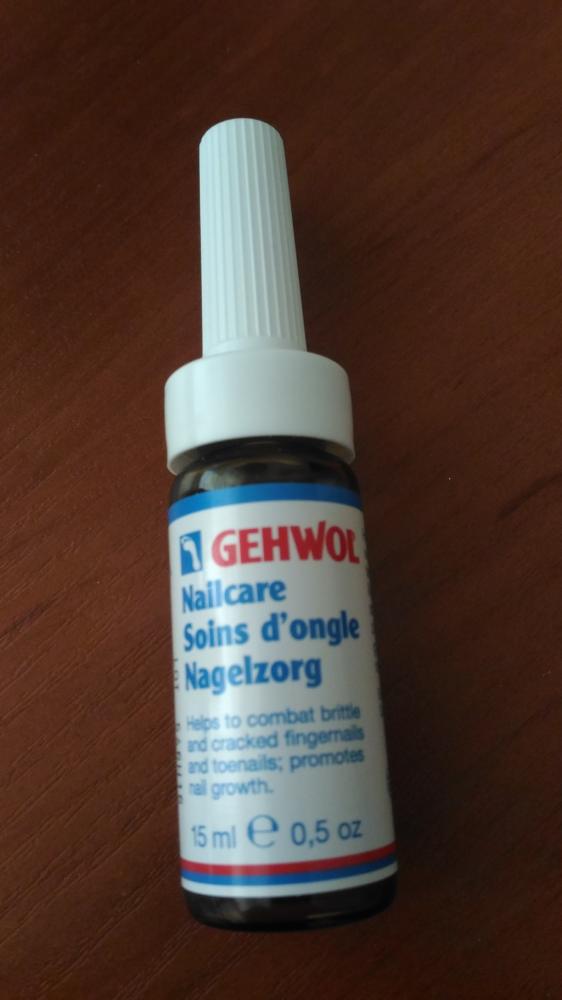 GEHWOL
Nailcare
Soins d'ongle
Nagelzorg
Helps to combat brittle
and cracked fingernails
and toenails; promotes
nail growth.
15 ml e 0,5 oz